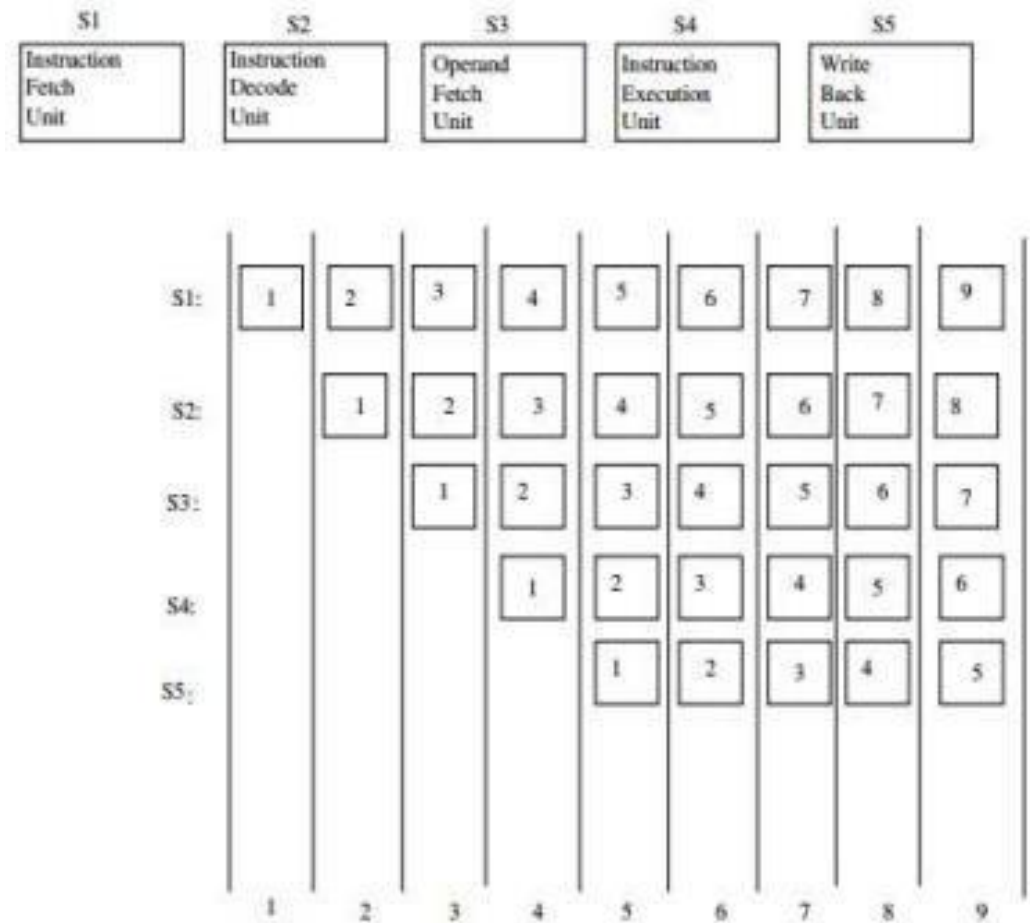 S1 S2 S3 S4 S5
Instruction Fetch Unit
Instruction Decode Unit
Operand Fetch Unit
Instruction Execution Unit
Write Back Unit
S1: 1 2 3 4 5 6 7 8 9
S2: 1 2 3 4 5 6 7 8
S3: 1 2 3 4 5 6 7
S4: 1 2 3 4 5 6
S5: 1 2 3 4 5
1 2 3 4 5 6 7 8 9